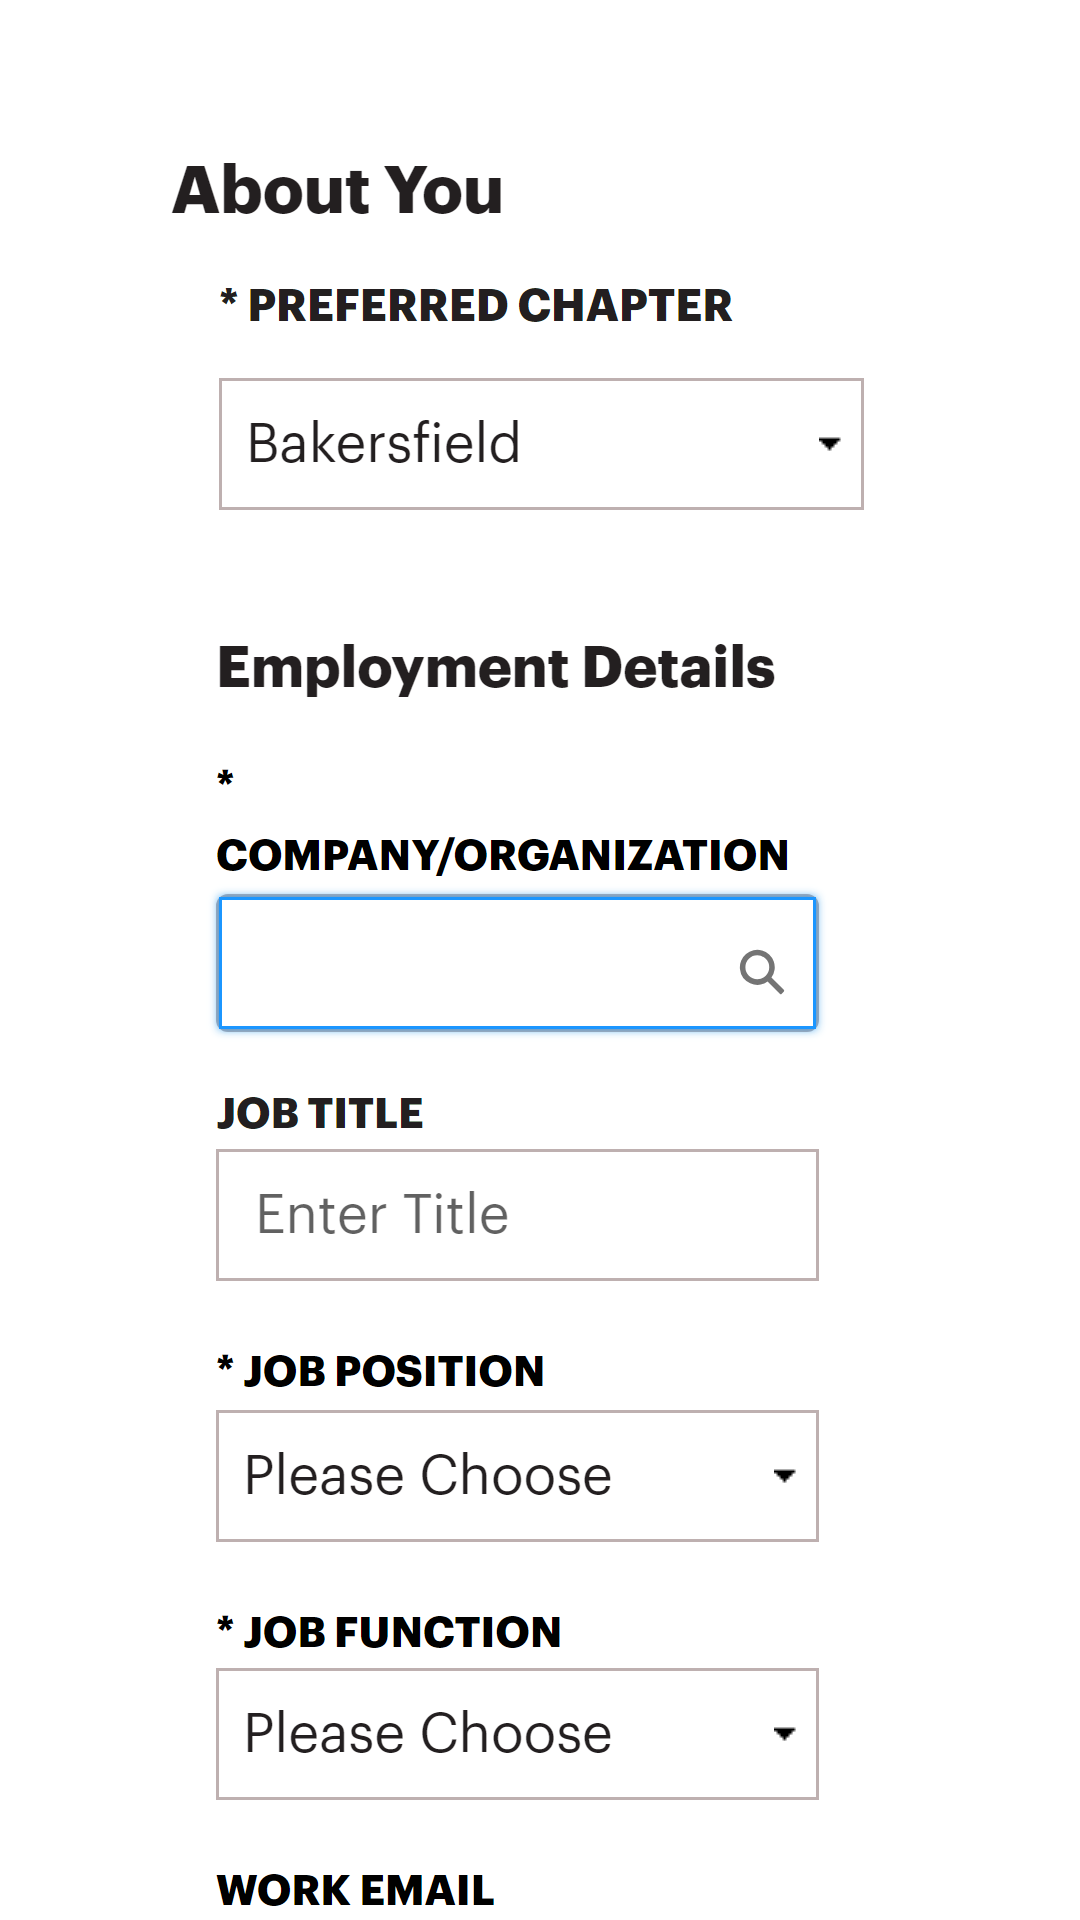 About You
* PREFERRED CHAPTER
Bakersfield
Employment Details
*
COMPANY/ORGANIZATION
JOB TITLE
Enter Title
* JOB POSITION
Please Choose
* JOB FUNCTION
Please Choose
WORK EMAIL